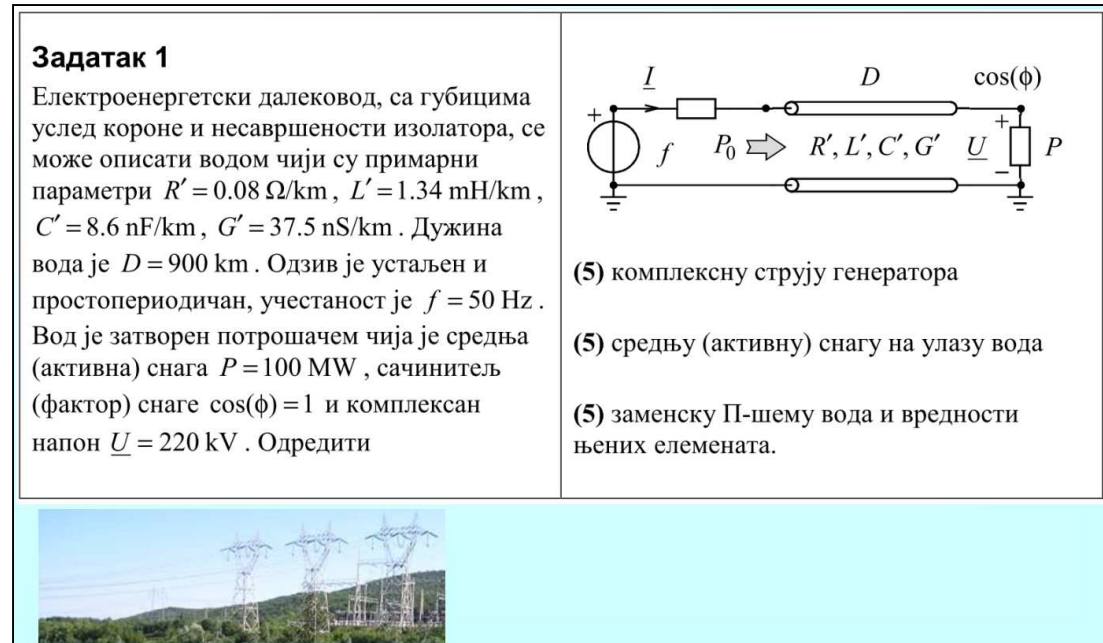 Задатак 1
Електроенергетски далековод, са губицима
услед короне и несавршености изолатора, се
може описати водом чији су примарни
параметри R′ = 0.08 Ω/km , L′ = 1.34 mH/km ,
C′ = 8.6 nF/km , G′ = 37.5 nS/km . Дужина
вода је D = 900 km . Одзив је устаљен и
простопериодичан, учестаност је f = 50 Hz .
Вод је затворен потрошачем чија је средња
(активна) снага P = 100 MW , сачинитељ
(фактор) снаге cos(ϕ) = 1 и комплексан
напон U = 220 kV . Одредити
I D cos(ϕ)
+ f P₀ R′, L′, C′, G′ + U − P
(5) комплексну струју генератора
(5) средњу (активну) снагу на улазу вода
(5) заменску П-шему вода и вредности
њених елемената.